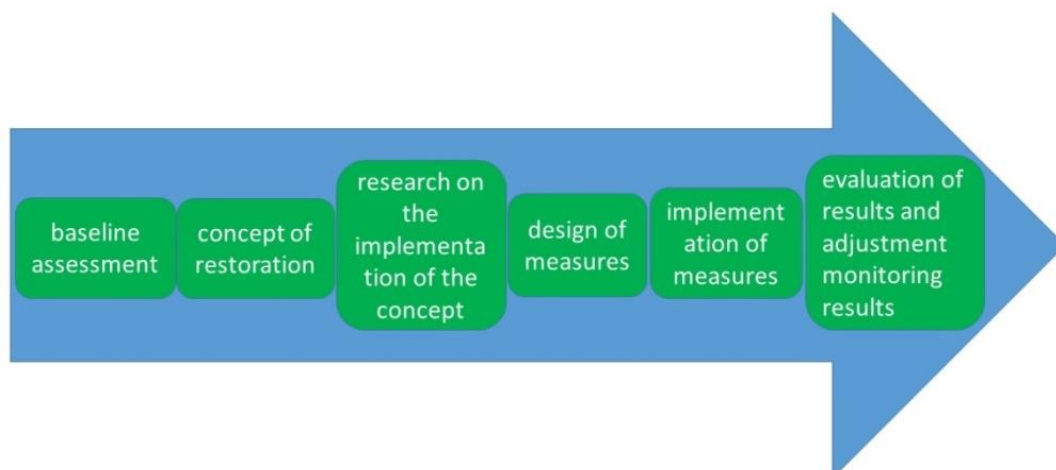 baseline
assessment
concept of
restoration
research on
the
implementa
tion of the
concept
design of
measures
implement
ation of
measures
evaluation of
results and
adjustment
monitoring
results